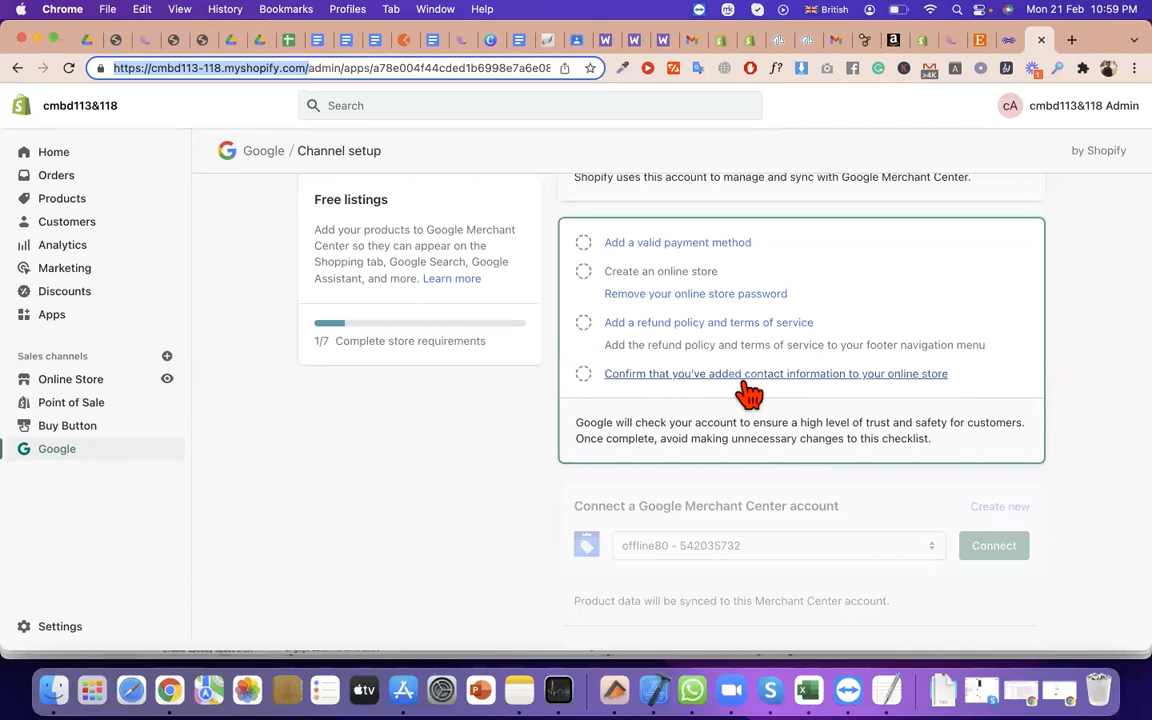 Chrome File Edit View History Bookmarks Profiles Tab Window Help British Mon 21 Feb 10:59 PM
https://cmbd113-118.myshopify.com/admin/apps/a78e004f44cded1b6998e7a6e08
cmbd113&118 Search cA cmbd113&118 Admin
Google / Channel setup by Shopify
Home
Orders
Products
Customers
Analytics
Marketing
Discounts
Apps
Sales channels
Online Store
Point of Sale
Buy Button
Google
Settings
Free listings
Add your products to Google Merchant
Center so they can appear on the
Shopping tab, Google Search, Google
Assistant, and more. Learn more
1/7 Complete store requirements
Shopify uses this account to manage and sync with Google Merchant Center.
Add a valid payment method
Create an online store
Remove your online store password
Add a refund policy and terms of service
Add the refund policy and terms of service to your footer navigation menu
Confirm that you've added contact information to your online store
Google will check your account to ensure a high level of trust and safety for customers.
Once complete, avoid making unnecessary changes to this checklist.
Connect a Google Merchant Center account Create new
offline80 - 542035732 Connect
Product data will be synced to this Merchant Center account.